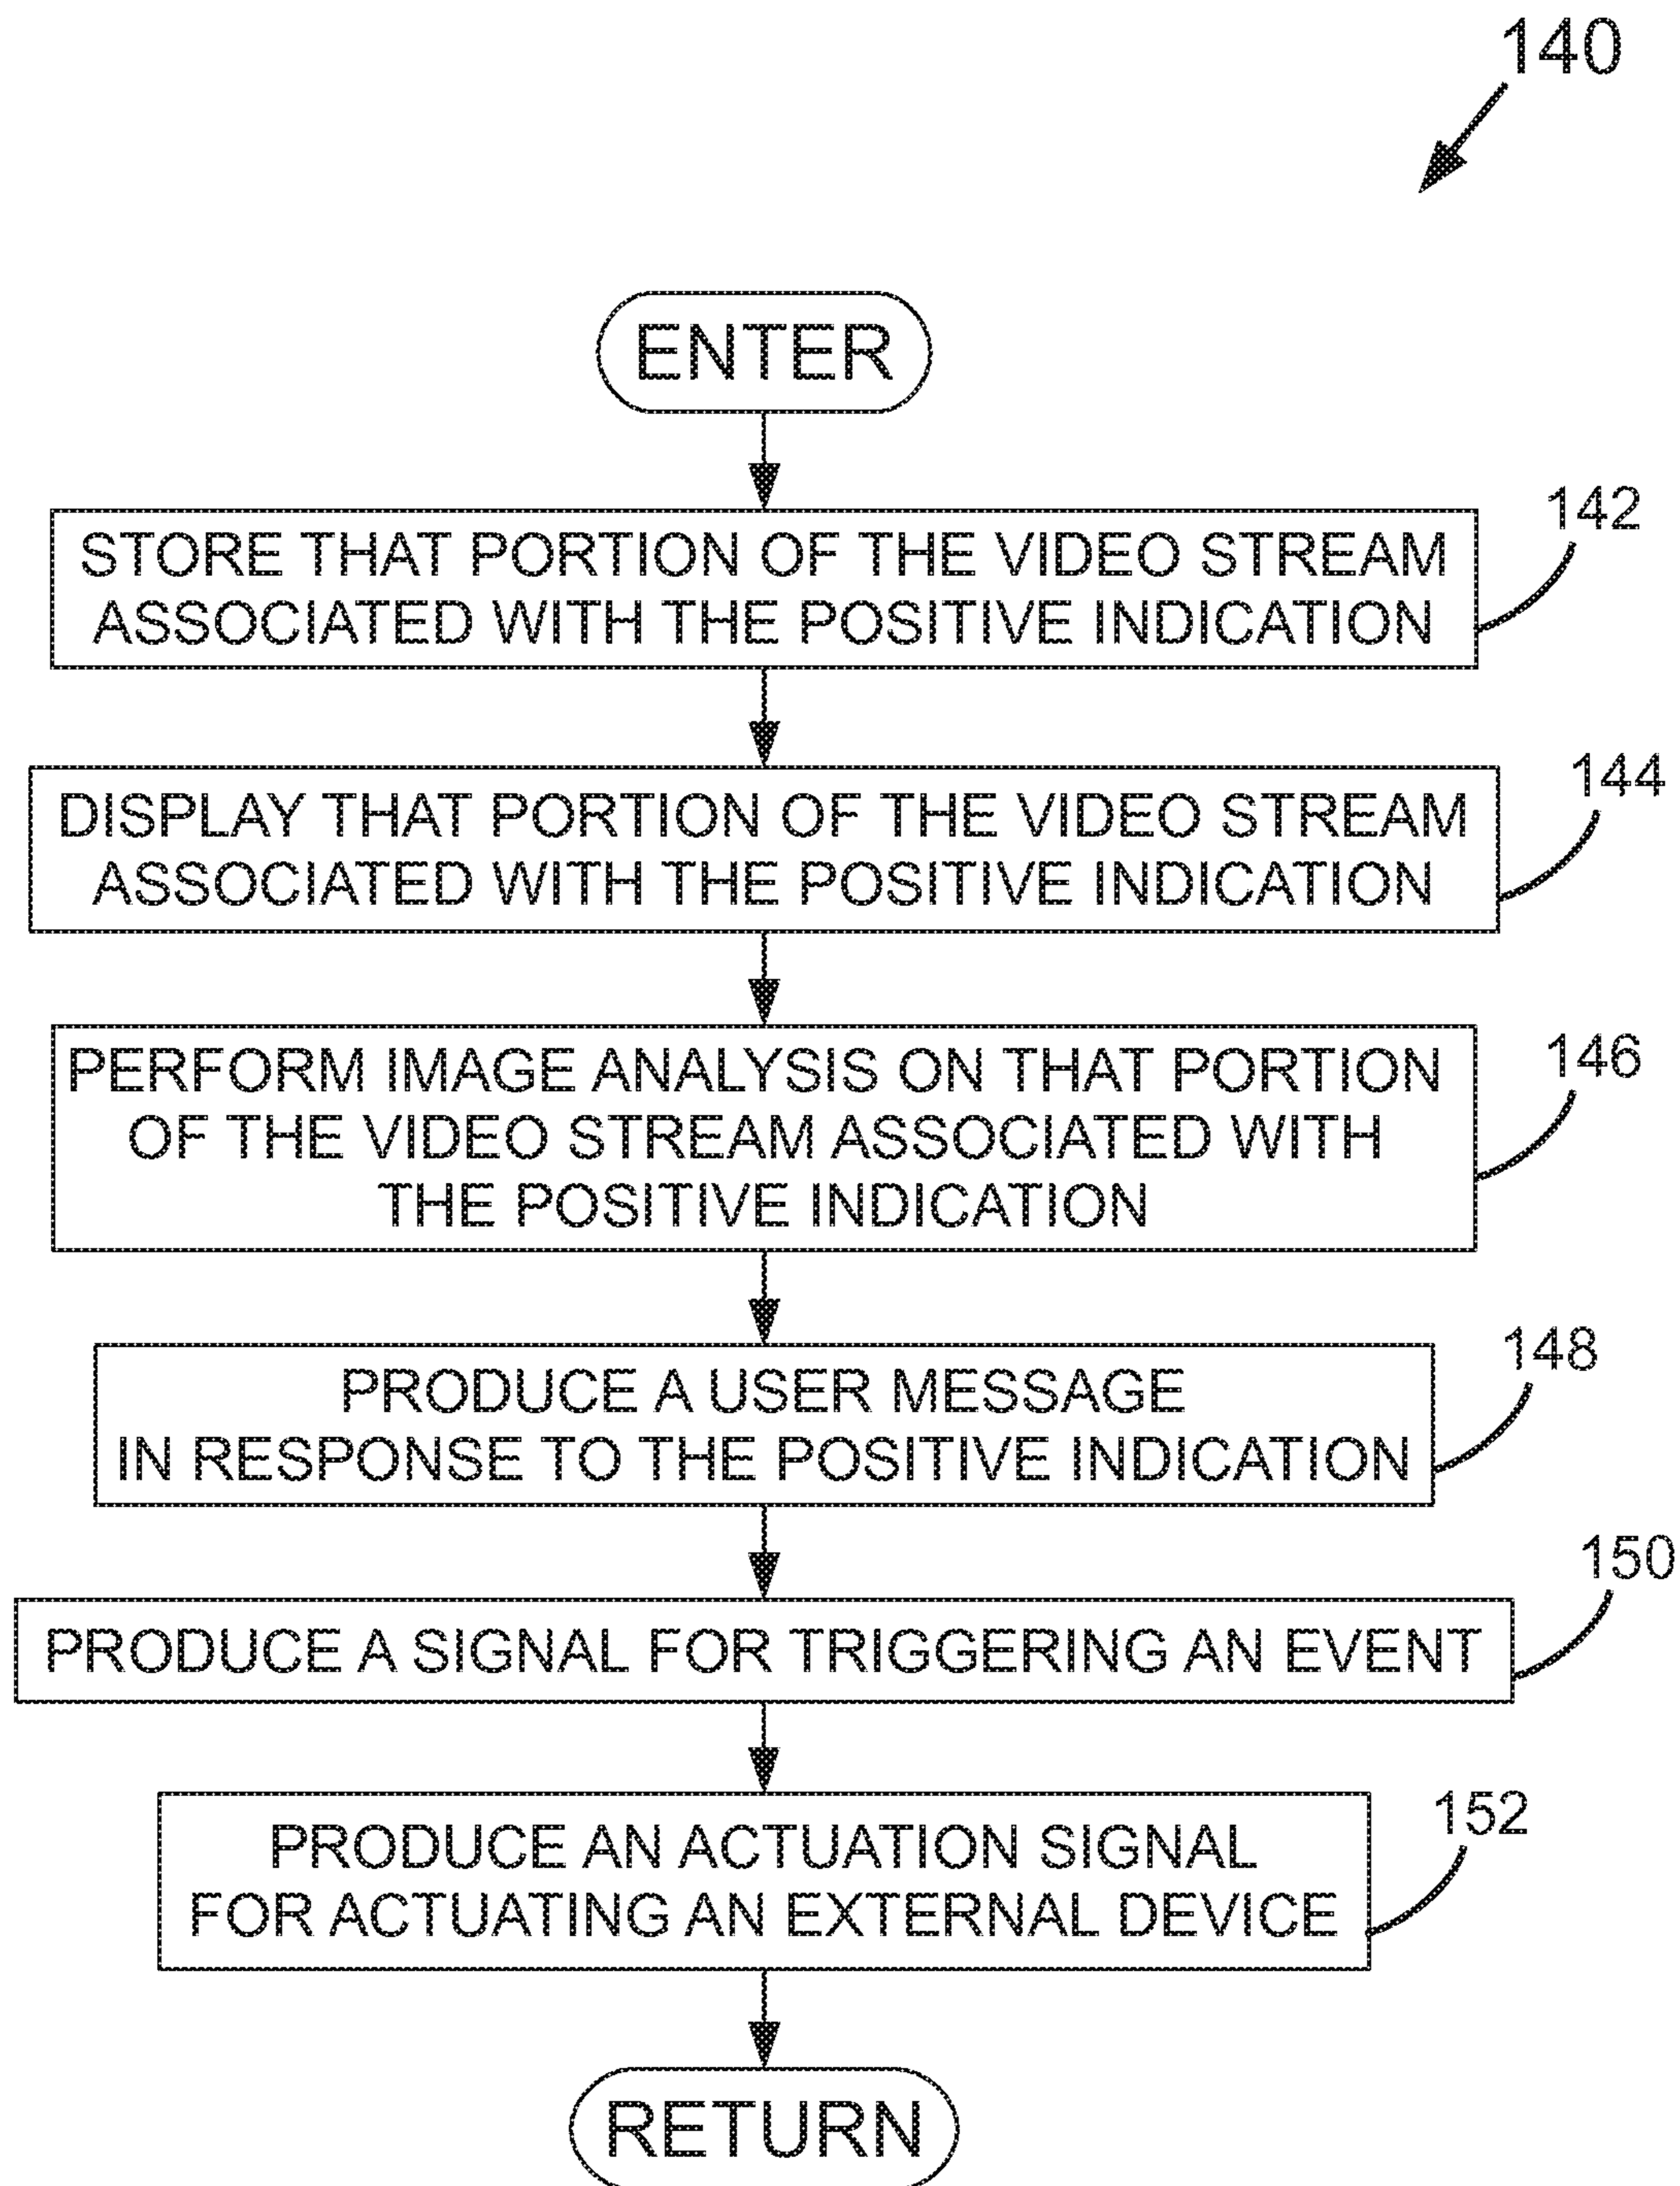 140
ENTER
142
STORE THAT PORTION OF THE VIDEO STREAM
ASSOCIATED WITH THE POSITIVE INDICATION
144
DISPLAY THAT PORTION OF THE VIDEO STREAM
ASSOCIATED WITH THE POSITIVE INDICATION
146
PERFORM IMAGE ANALYSIS ON THAT PORTION
OF THE VIDEO STREAM ASSOCIATED WITH
THE POSITIVE INDICATION
148
PRODUCE A USER MESSAGE
IN RESPONSE TO THE POSITIVE INDICATION
150
PRODUCE A SIGNAL FOR TRIGGERING AN EVENT
152
PRODUCE AN ACTUATION SIGNAL
FOR ACTUATING AN EXTERNAL DEVICE
RETURN